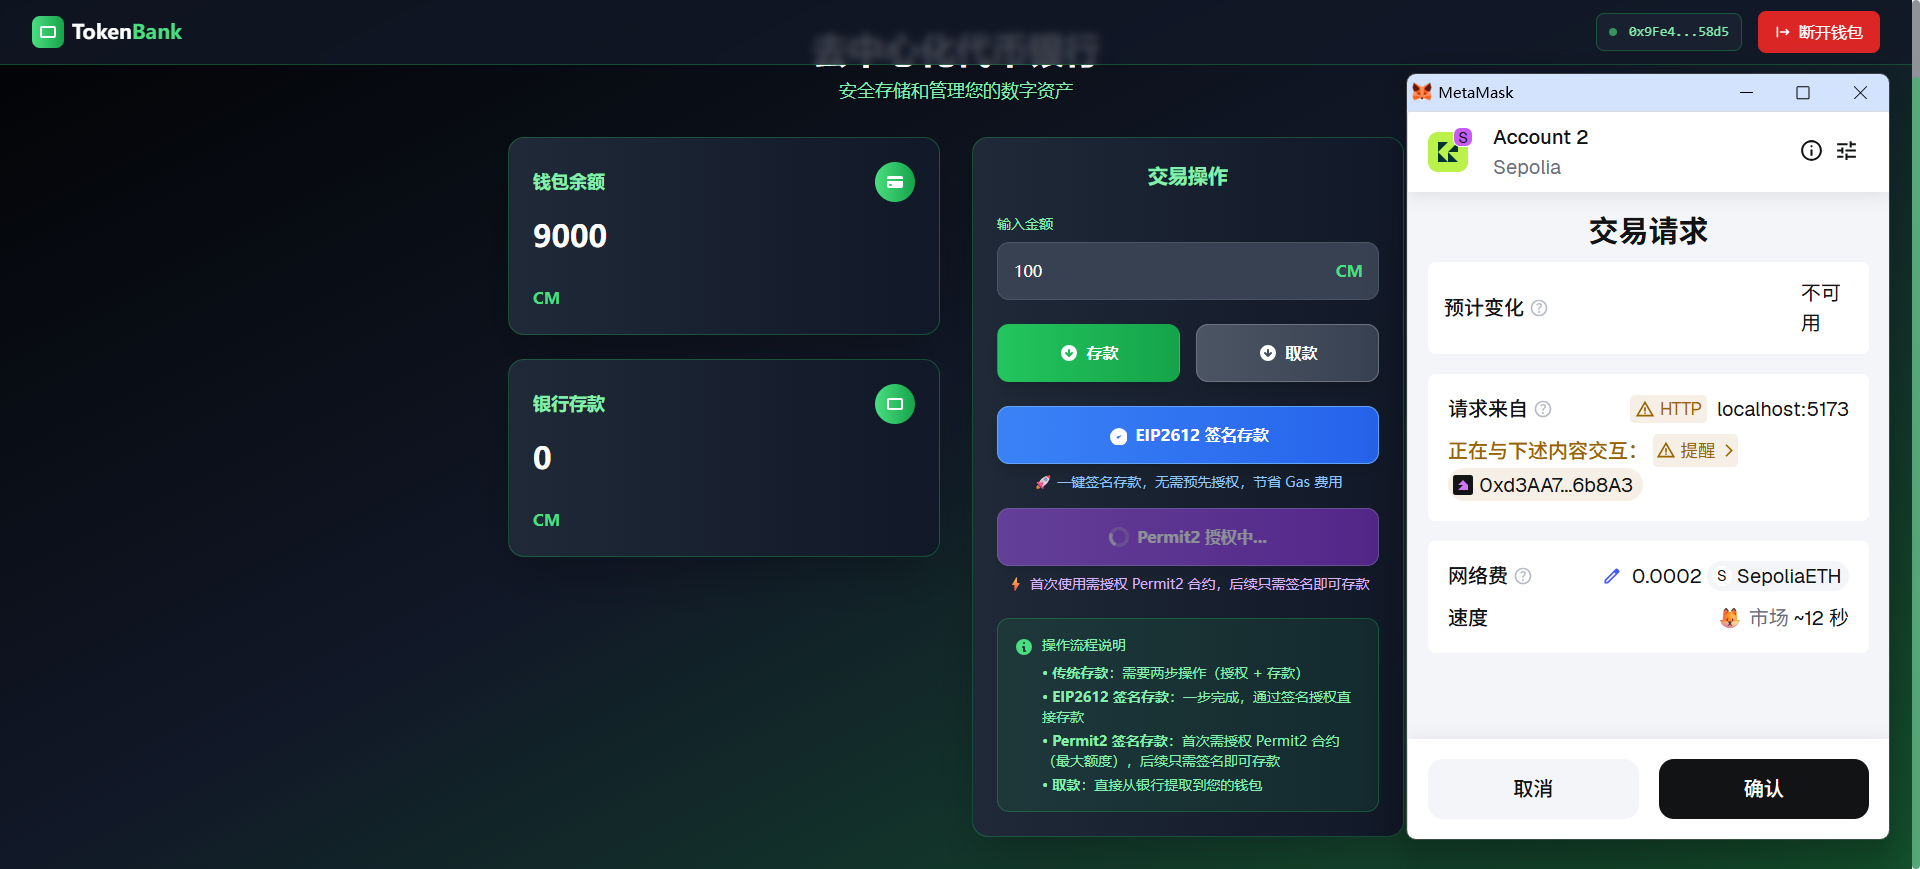 TokenBank
0x9Fe4...58d5
断开钱包
去中心化代币银行
安全存储和管理您的数字资产
钱包余额
9000
CM
银行存款
0
CM
交易操作
输入金额
100 CM
存款
取款
EIP2612 签名存款
🚀 一键签名存款，无需预先授权，节省 Gas 费用
Permit2 授权中...
⚡ 首次使用需授权 Permit2 合约，后续只需签名即可存款
操作流程说明
• 传统存款：需要两步操作（授权 + 存款）
• EIP2612 签名存款：一步完成，通过签名授权直
接存款
• Permit2 签名存款：首次需授权 Permit2 合约
（最大额度），后续只需签名即可存款
• 取款：直接从银行提取到您的钱包
MetaMask
S
Account 2
Sepolia
交易请求
预计变化 不可
用
请求来自 HTTP localhost:5173
正在与下述内容交互： 提醒
0xd3AA7...6b8A3
网络费 0.0002 S SepoliaETH
速度 市场 ~12 秒
取消
确认